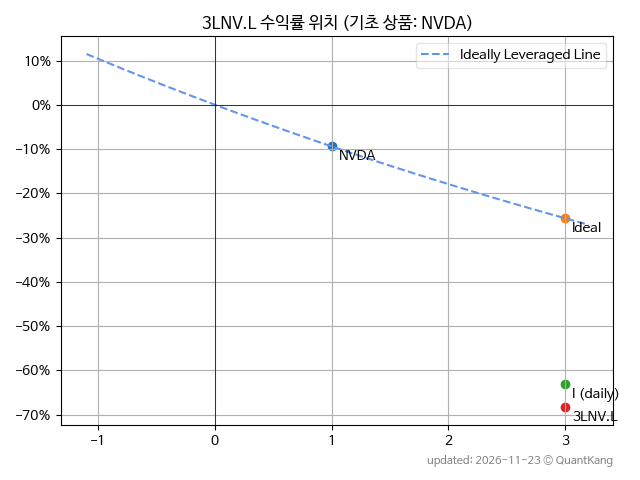 3LNV.L 수익률 위치 (기초 상품: NVDA)
Ideally Leveraged Line
10%
0%
−10%
−20%
−30%
−40%
−50%
−60%
−70%
NVDA
Ideal
I (daily)
3LNV.L
−1
0
1
2
3
updated: 2026-11-23 © QuantKang